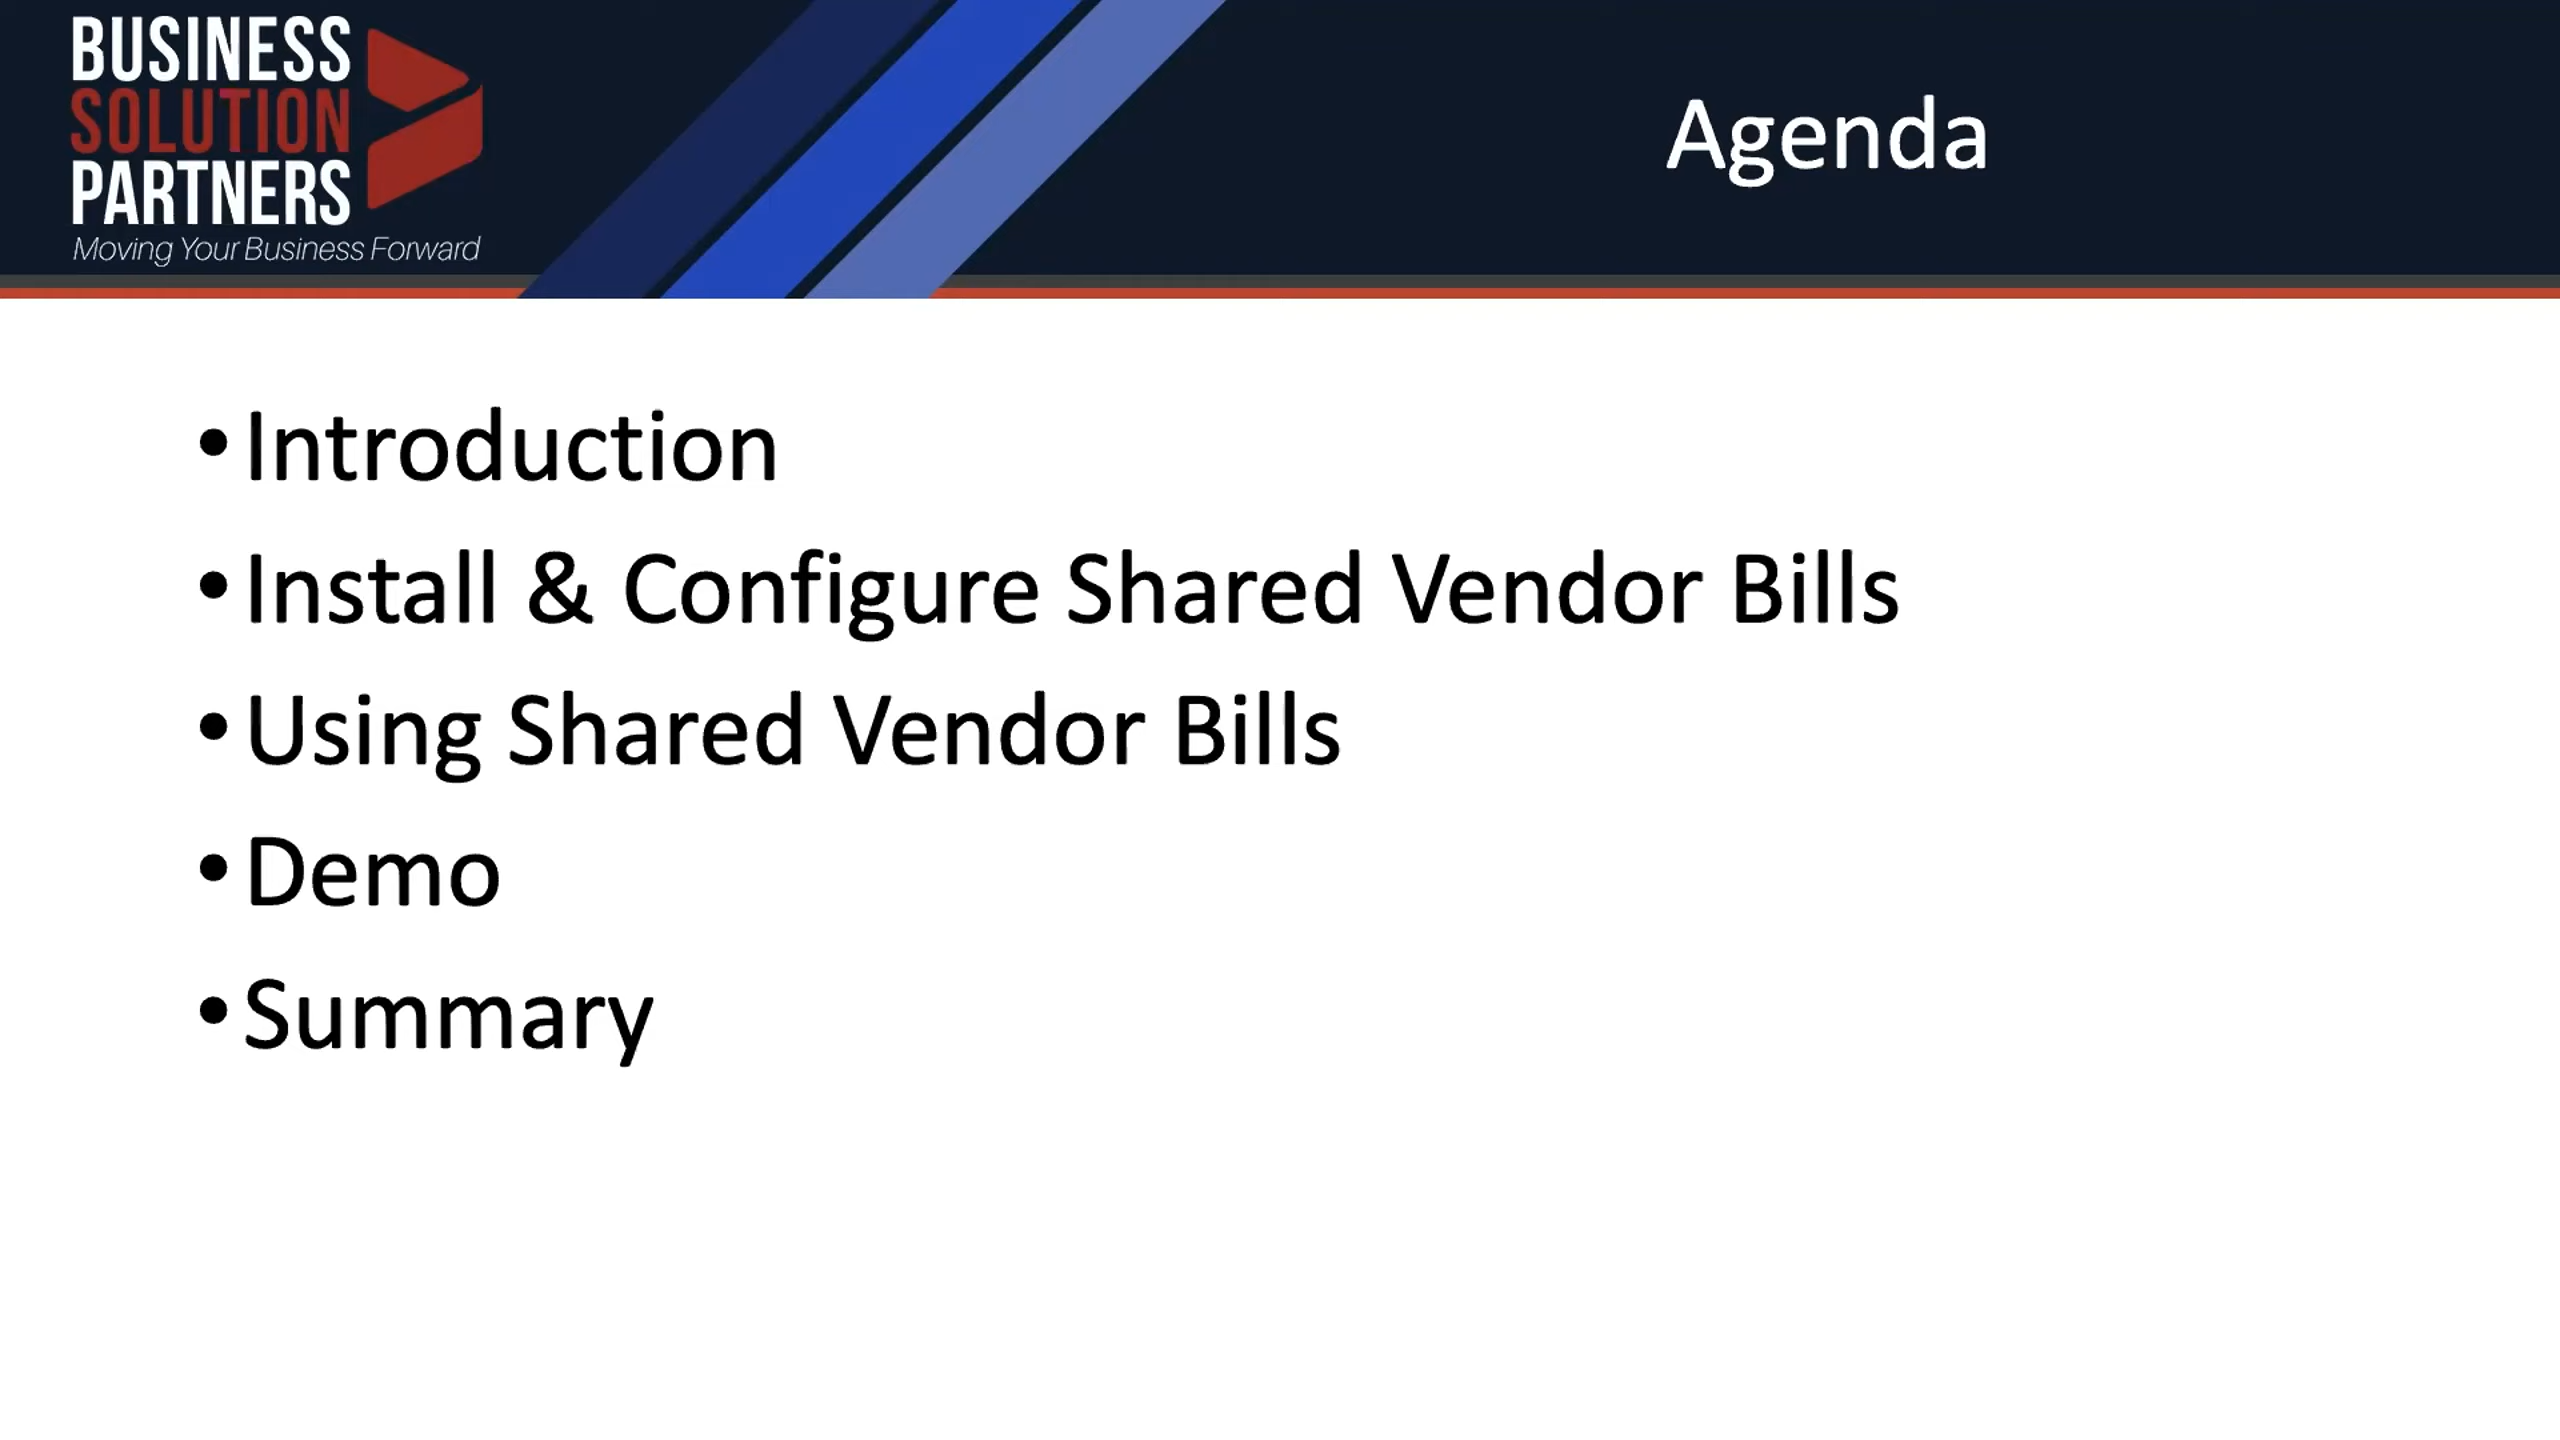 BUSINESS
SOLUTION
PARTNERS
Moving Your Business Forward
Agenda
• Introduction
• Install & Configure Shared Vendor Bills
• Using Shared Vendor Bills
• Demo
• Summary